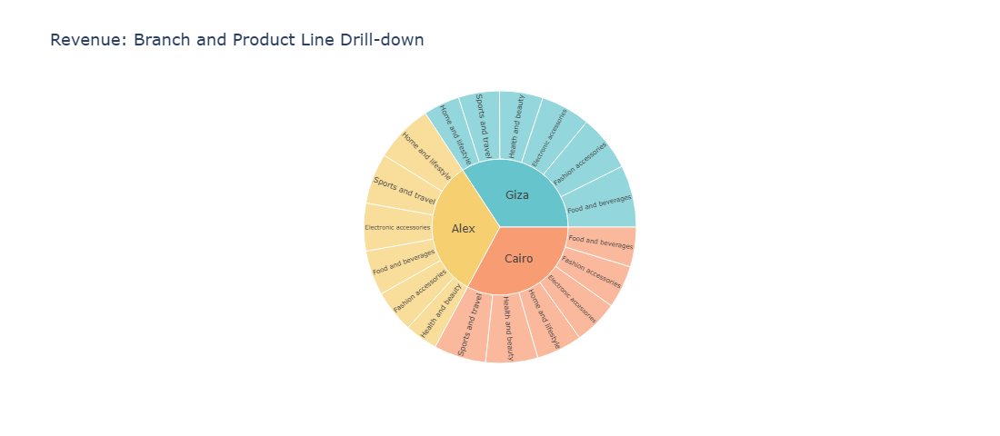 Revenue: Branch and Product Line Drill-down
Giza
Food and beverages
Fashion accessories
Electronic accessories
Health and beauty
Sports and travel
Home and lifestyle
Alex
Home and lifestyle
Sports and travel
Electronic accessories
Food and beverages
Fashion accessories
Health and beauty
Cairo
Sports and travel
Health and beauty
Home and lifestyle
Electronic accessories
Fashion accessories
Food and beverages